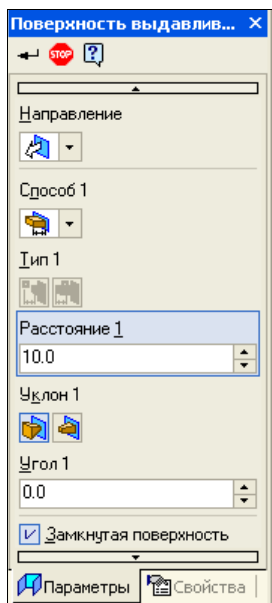 Поверхность выдавлив...
STOP
Направление
Способ 1
Тип 1
Расстояние 1
10.0
Уклон 1
Угол 1
0.0
Замкнутая поверхность
Параметры Свойства